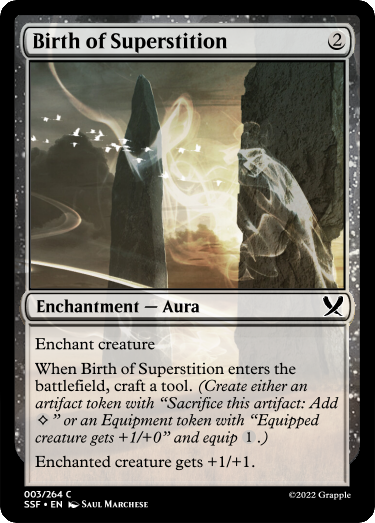 Birth of Superstition 2
Enchantment — Aura
Enchant creature
When Birth of Superstition enters the
battlefield, craft a tool. (Create either an
artifact token with “Sacrifice this artifact: Add
✧” or an Equipment token with “Equipped
creature gets +1/+0” and equip 1.)
Enchanted creature gets +1/+1.
003/264 C
SSF • EN Saul Marchese
©2022 Grapple